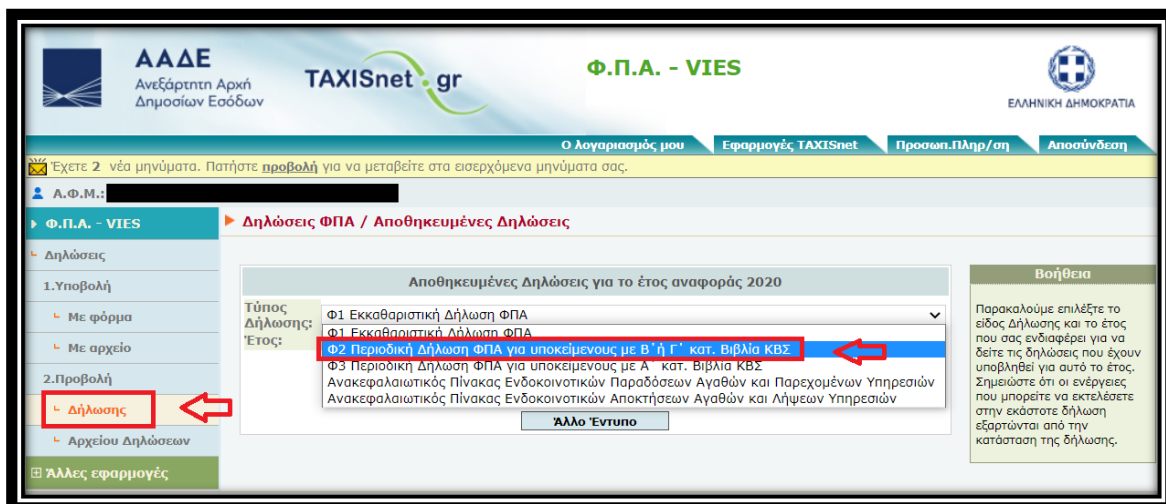 ΑΑΔΕ
Ανεξάρτητη Αρχή
Δημοσίων Εσόδων
TAXISnet.gr
Φ.Π.Α. - VIES
ΕΛΛΗΝΙΚΗ ΔΗΜΟΚΡΑΤΙΑ
Ο λογαριασμός μου Εφαρμογές TAXISnet Προσωπ.Πληρ/ση Αποσύνδεση
Έχετε 2 νέα μηνύματα. Πατήστε προβολή για να μεταβείτε στα εισερχόμενα μηνύματα σας.
Α.Φ.Μ.:
Φ.Π.Α. - VIES
Δηλώσεις
1.Υποβολή
Με φόρμα
Με αρχείο
2.Προβολή
Δήλωσης
Αρχείου Δηλώσεων
Άλλες εφαρμογές
Δηλώσεις ΦΠΑ / Αποθηκευμένες Δηλώσεις
Αποθηκευμένες Δηλώσεις για το έτος αναφοράς 2020
Τύπος
Δήλωσης:
Φ1 Εκκαθαριστική Δήλωση ΦΠΑ
Έτος:
Φ1 Εκκαθαριστική Δήλωση ΦΠΑ
Φ2 Περιοδική Δήλωση ΦΠΑ για υποκείμενους με Β΄ή Γ΄ κατ. Βιβλία ΚΒΣ
Φ3 Περιοδική Δήλωση ΦΠΑ για υποκείμενους με Α΄ κατ. Βιβλία ΚΒΣ
Ανακεφαλαιωτικός Πίνακας Ενδοκοινοτικών Παραδόσεων Αγαθών και Παρεχομένων Υπηρεσιών
Ανακεφαλαιωτικός Πίνακας Ενδοκοινοτικών Αποκτήσεων Αγαθών και Λήψεων Υπηρεσιών
Άλλο Έντυπο
Βοήθεια
Παρακαλούμε επιλέξτε το
είδος Δήλωσης και το έτος
που σας ενδιαφέρει για να
δείτε τις δηλώσεις που έχουν
υποβληθεί για αυτό το έτος.
Σημειώστε ότι οι ενέργειες
που μπορείτε να εκτελέσετε
στην εκάστοτε δήλωση
εξαρτώνται από την
κατάσταση της δήλωσης.